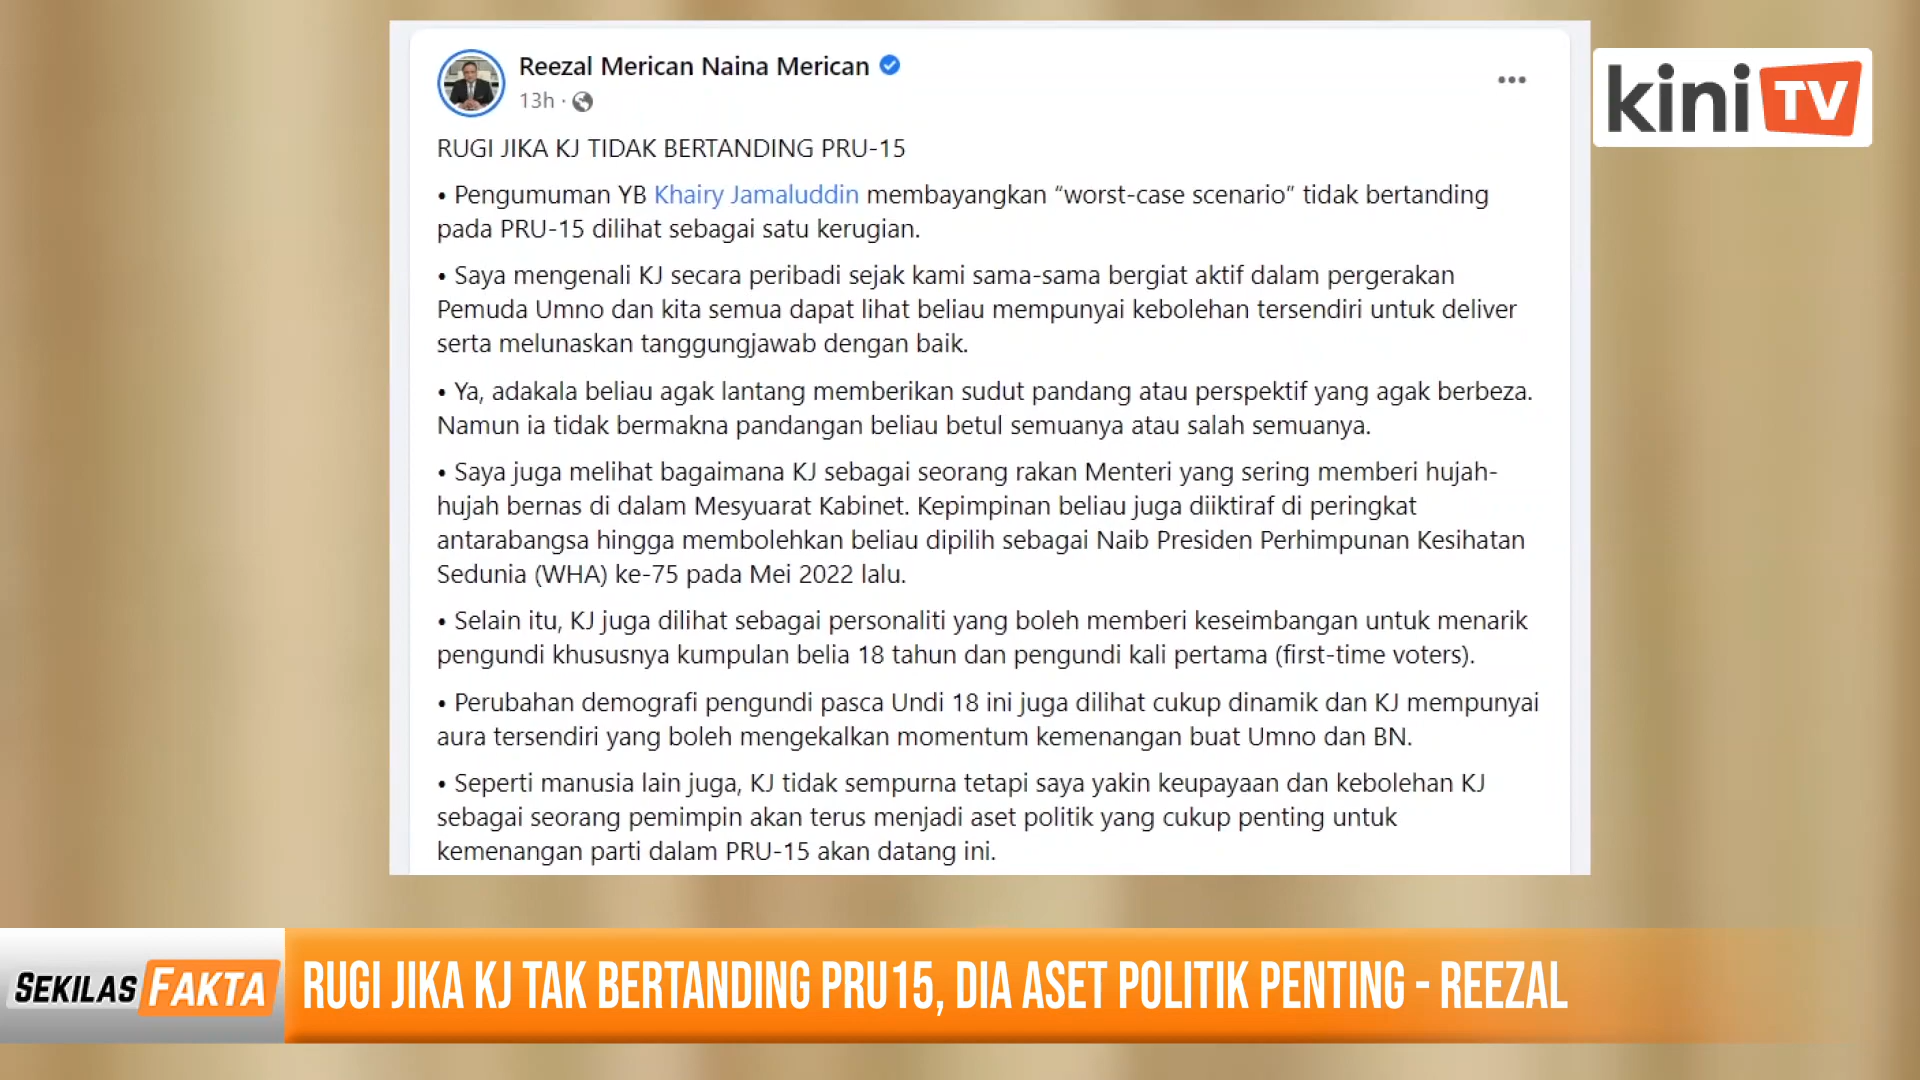 Reezal Merican Naina Merican
13h ·
RUGI JIKA KJ TIDAK BERTANDING PRU-15
• Pengumuman YB Khairy Jamaluddin membayangkan “worst-case scenario” tidak bertanding
pada PRU-15 dilihat sebagai satu kerugian.
• Saya mengenali KJ secara peribadi sejak kami sama-sama bergiat aktif dalam pergerakan
Pemuda Umno dan kita semua dapat lihat beliau mempunyai kebolehan tersendiri untuk deliver
serta melunaskan tanggungjawab dengan baik.
• Ya, adakala beliau agak lantang memberikan sudut pandang atau perspektif yang agak berbeza.
Namun ia tidak bermakna pandangan beliau betul semuanya atau salah semuanya.
• Saya juga melihat bagaimana KJ sebagai seorang rakan Menteri yang sering memberi hujah-
hujah bernas di dalam Mesyuarat Kabinet. Kepimpinan beliau juga diiktiraf di peringkat
antarabangsa hingga membolehkan beliau dipilih sebagai Naib Presiden Perhimpunan Kesihatan
Sedunia (WHA) ke-75 pada Mei 2022 lalu.
• Selain itu, KJ juga dilihat sebagai personaliti yang boleh memberi keseimbangan untuk menarik
pengundi khususnya kumpulan belia 18 tahun dan pengundi kali pertama (first-time voters).
• Perubahan demografi pengundi pasca Undi 18 ini juga dilihat cukup dinamik dan KJ mempunyai
aura tersendiri yang boleh mengekalkan momentum kemenangan buat Umno dan BN.
• Seperti manusia lain juga, KJ tidak sempurna tetapi saya yakin keupayaan dan kebolehan KJ
sebagai seorang pemimpin akan terus menjadi aset politik yang cukup penting untuk
kemenangan parti dalam PRU-15 akan datang ini.
kini TV
SEKILAS FAKTA
RUGI JIKA KJ TAK BERTANDING PRU15, DIA ASET POLITIK PENTING - REEZAL